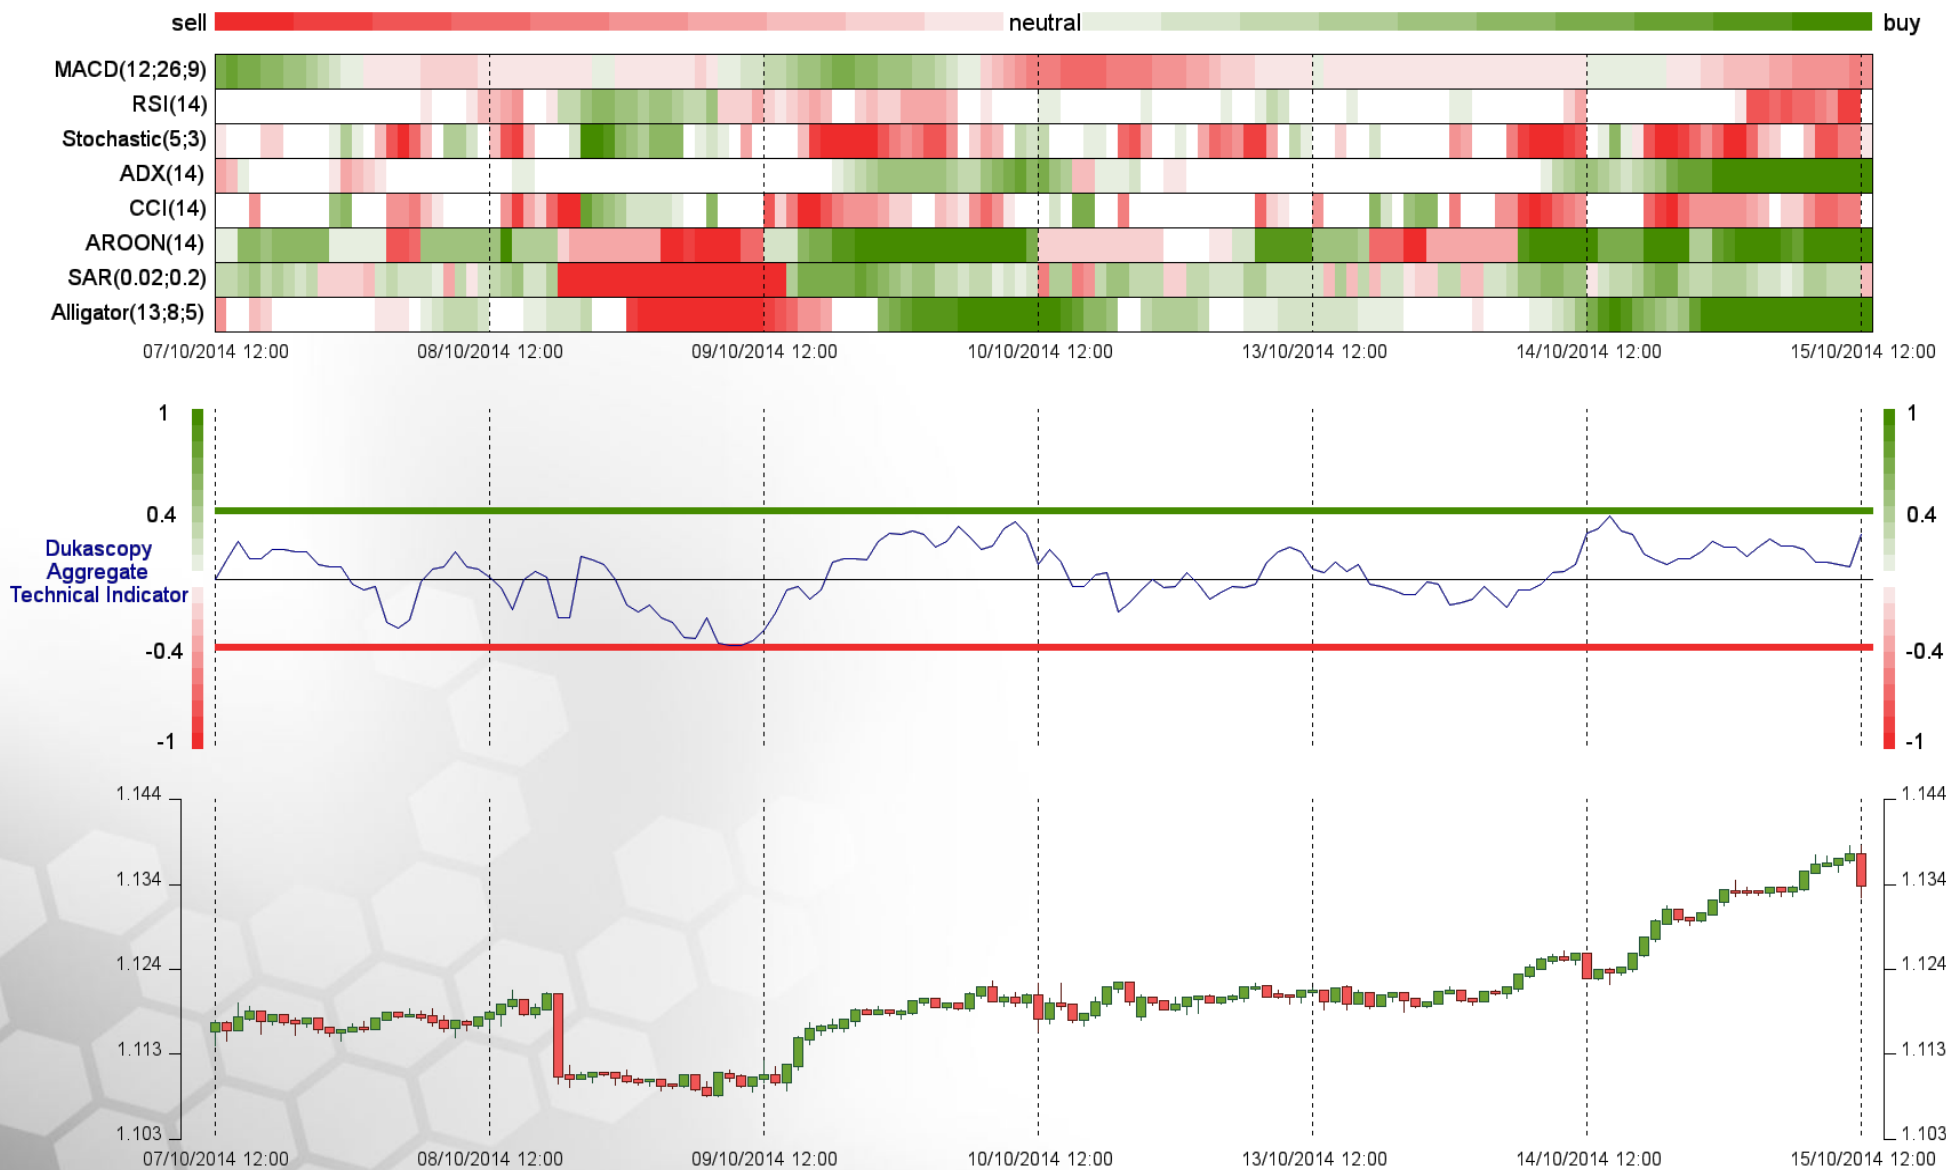 sell neutral buy
MACD(12;26;9)
RSI(14)
Stochastic(5;3)
ADX(14)
CCI(14)
AROON(14)
SAR(0.02;0.2)
Alligator(13;8;5)
07/10/2014 12:00 08/10/2014 12:00 09/10/2014 12:00 10/10/2014 12:00 13/10/2014 12:00 14/10/2014 12:00 15/10/2014 12:00
1 1
0.4 0.4
Dukascopy
Aggregate
Technical Indicator
-0.4 -0.4
-1 -1
1.144 1.144
1.134 1.134
1.124 1.124
1.113 1.113
1.103 1.103
07/10/2014 12:00 08/10/2014 12:00 09/10/2014 12:00 10/10/2014 12:00 13/10/2014 12:00 14/10/2014 12:00 15/10/2014 12:00